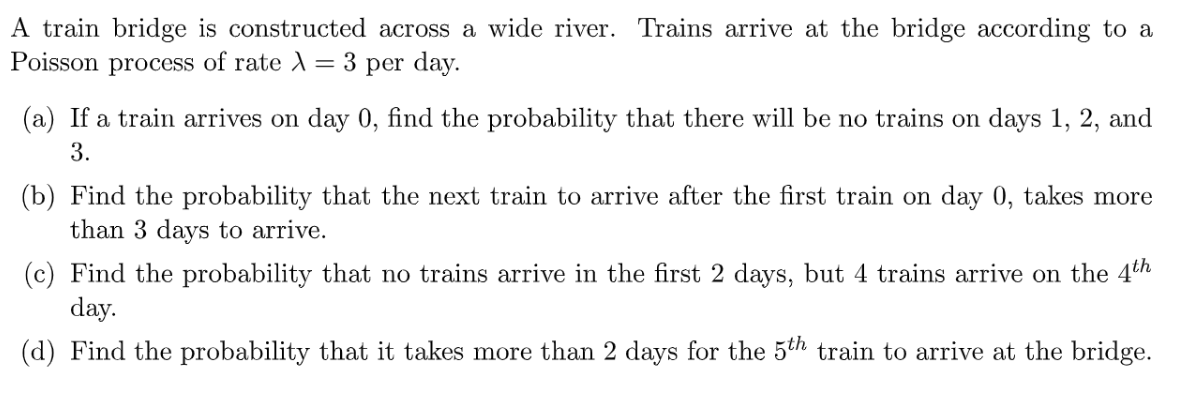 A train bridge is constructed across a wide river. Trains arrive at the bridge according to a
Poisson process of rate λ = 3 per day.
(a) If a train arrives on day 0, find the probability that there will be no trains on days 1, 2, and
3.
(b) Find the probability that the next train to arrive after the first train on day 0, takes more
than 3 days to arrive.
(c) Find the probability that no trains arrive in the first 2 days, but 4 trains arrive on the 4th
day.
(d) Find the probability that it takes more than 2 days for the 5th train to arrive at the bridge.